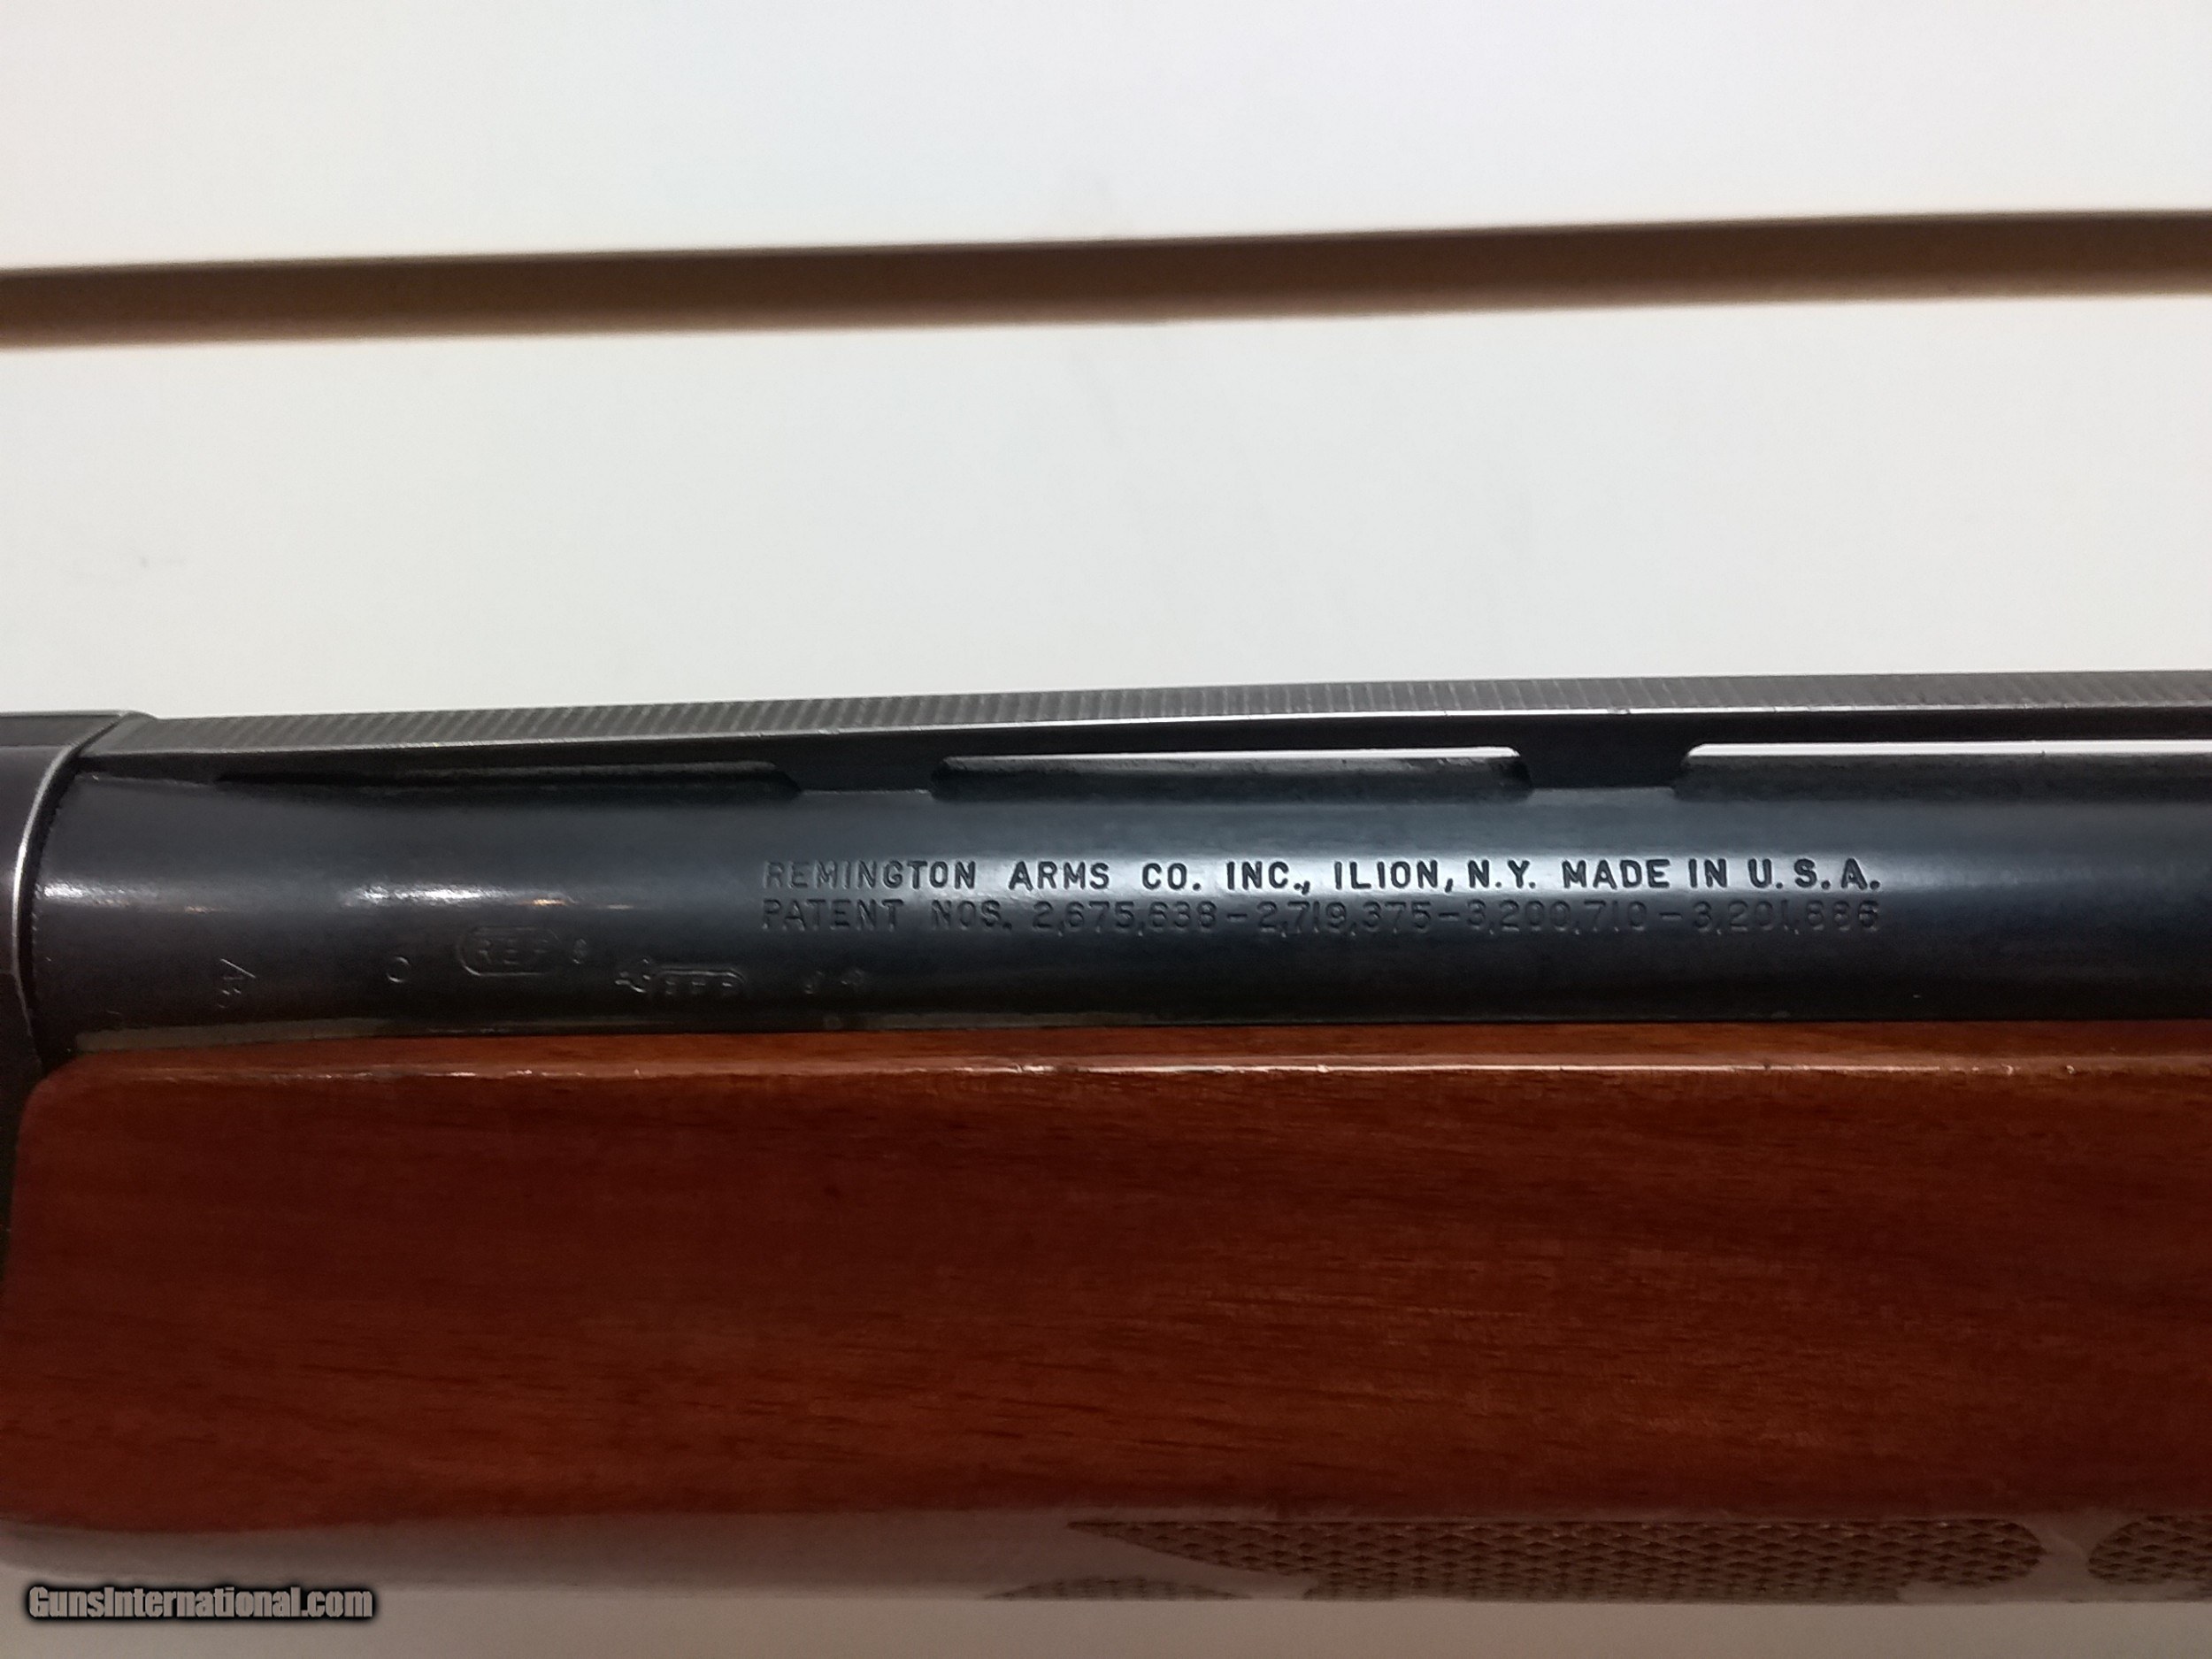 REMINGTON ARMS CO. INC., ILION, N.Y. MADE IN U.S.A.
PATENT NOS. 2,675,638-2,719,375-3,200,710-3,201,886
REP
GunsInternational.com